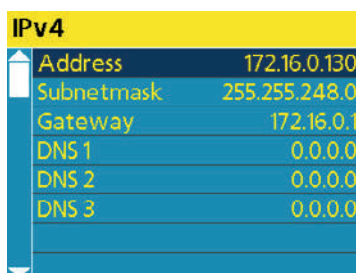 IPv4
Address 172.16.0.130
Subnetmask 255.255.248.0
Gateway 172.16.0.1
DNS 1 0.0.0.0
DNS 2 0.0.0.0
DNS 3 0.0.0.0